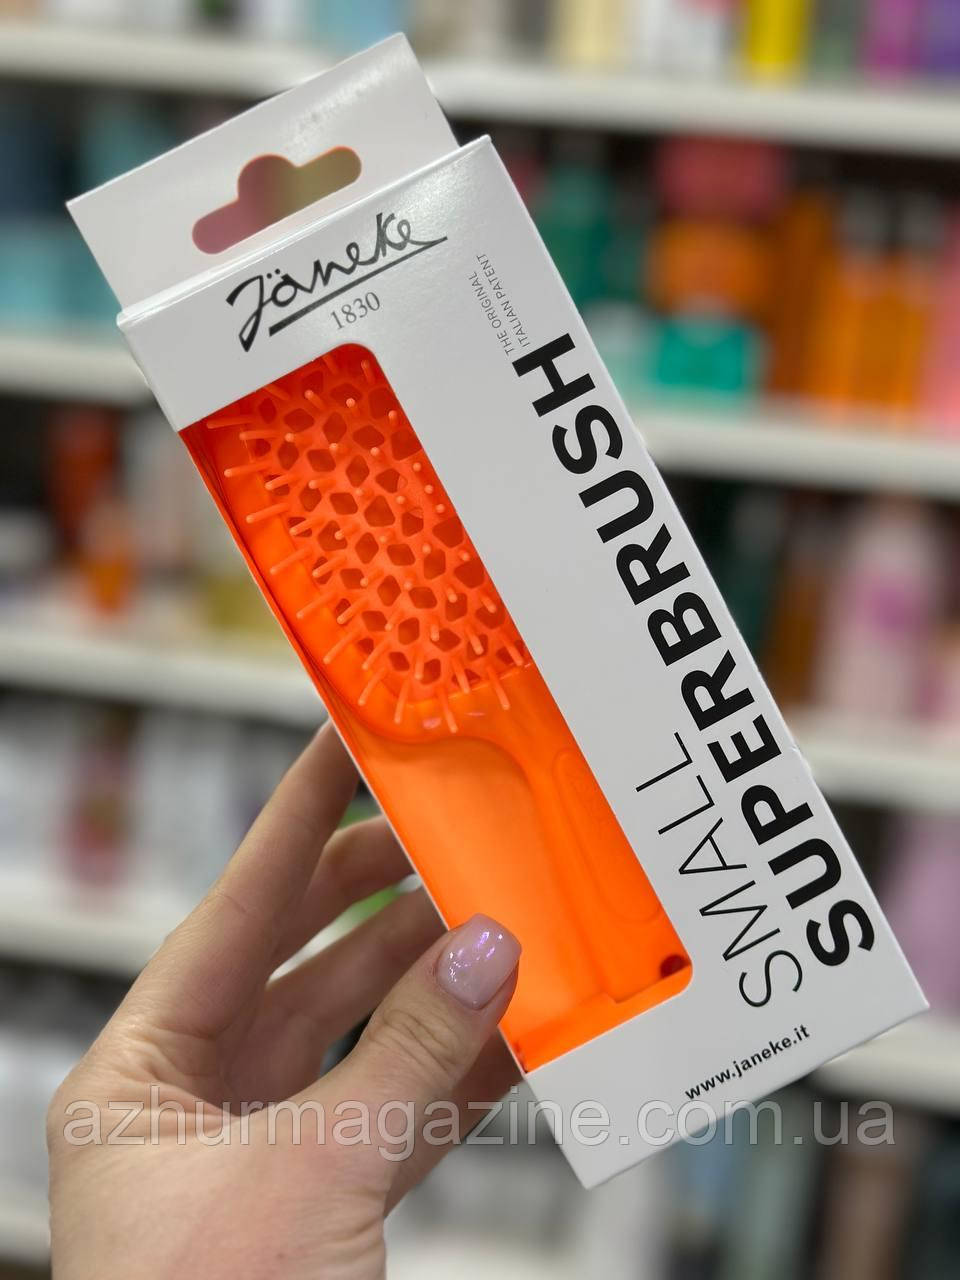 Jäneke
1830
THE ORIGINAL
ITALIAN PATENT
SMALL
SUPERBRUSH
www.janeke.it
azhurmagazine.com.ua